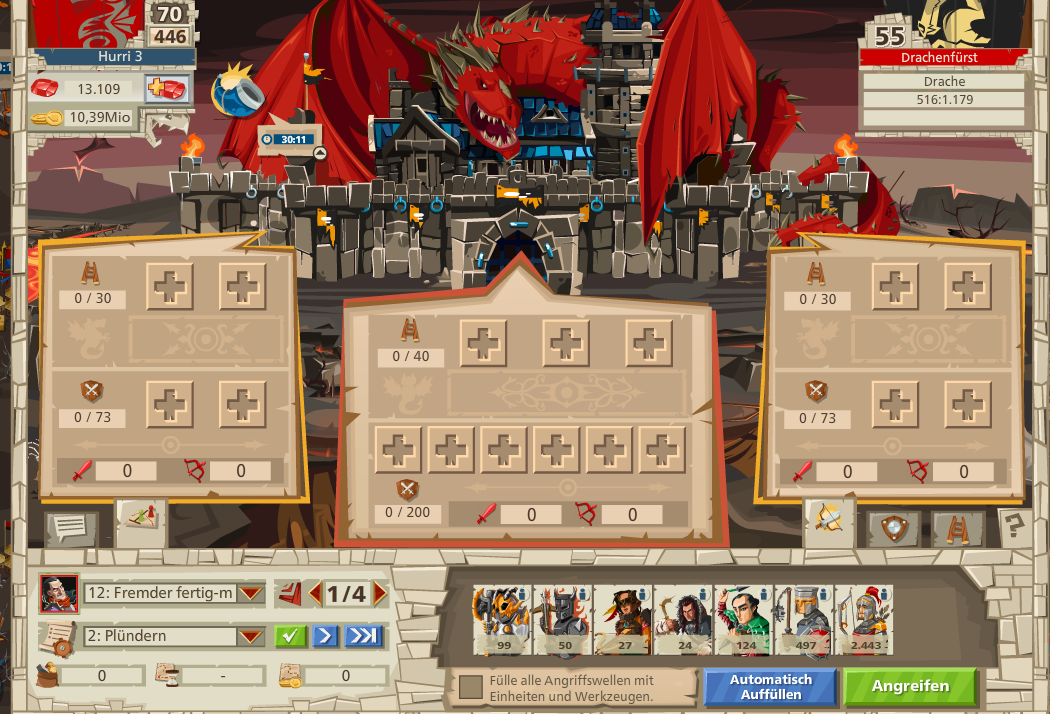 70
446
Hurri 3
13.109
10,39Mio
30:11
55
Drachenfürst
Drache
516:1.179
0 / 30
0 / 73
0
0
0 / 40
0 / 200
0
0
0 / 30
0 / 73
0
0
?
12: Fremder fertig-m
1/4
2: Plündern
0
-
0
99
50
27
24
124
497
2.443
Fülle alle Angriffswellen mit
Einheiten und Werkzeugen.
Automatisch
Auffüllen
Angreifen